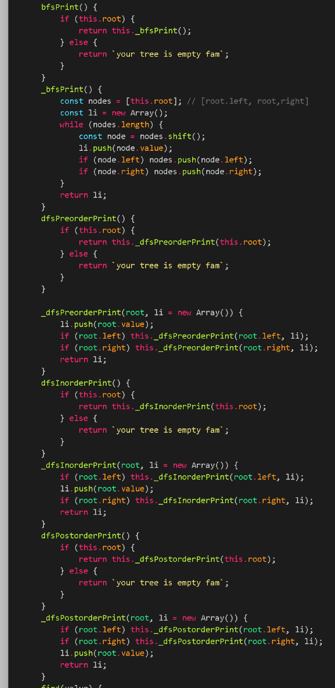 bfsPrint() {
    if (this.root) {
        return this._bfsPrint();
    } else {
        return `your tree is empty fam`;
    }
}
_bfsPrint() {
    const nodes = [this.root]; // [root.left, root,right]
    const li = new Array();
    while (nodes.length) {
        const node = nodes.shift();
        li.push(node.value);
        if (node.left) nodes.push(node.left);
        if (node.right) nodes.push(node.right);
    }
    return li;
}
dfsPreorderPrint() {
    if (this.root) {
        return this._dfsPreorderPrint(this.root);
    } else {
        return `your tree is empty fam`;
    }
}

_dfsPreorderPrint(root, li = new Array()) {
    li.push(root.value);
    if (root.left) this._dfsPreorderPrint(root.left, li);
    if (root.right) this._dfsPreorderPrint(root.right, li);
    return li;
}
dfsInorderPrint() {
    if (this.root) {
        return this._dfsInorderPrint(this.root);
    } else {
        return `your tree is empty fam`;
    }
}
_dfsInorderPrint(root, li = new Array()) {
    if (root.left) this._dfsInorderPrint(root.left, li);
    li.push(root.value);
    if (root.right) this._dfsInorderPrint(root.right, li);
    return li;
}
dfsPostorderPrint() {
    if (this.root) {
        return this._dfsPostorderPrint(this.root);
    } else {
        return `your tree is empty fam`;
    }
}
_dfsPostorderPrint(root, li = new Array()) {
    if (root.left) this._dfsPostorderPrint(root.left, li);
    if (root.right) this._dfsPostorderPrint(root.right, li);
    li.push(root.value);
    return li;
}